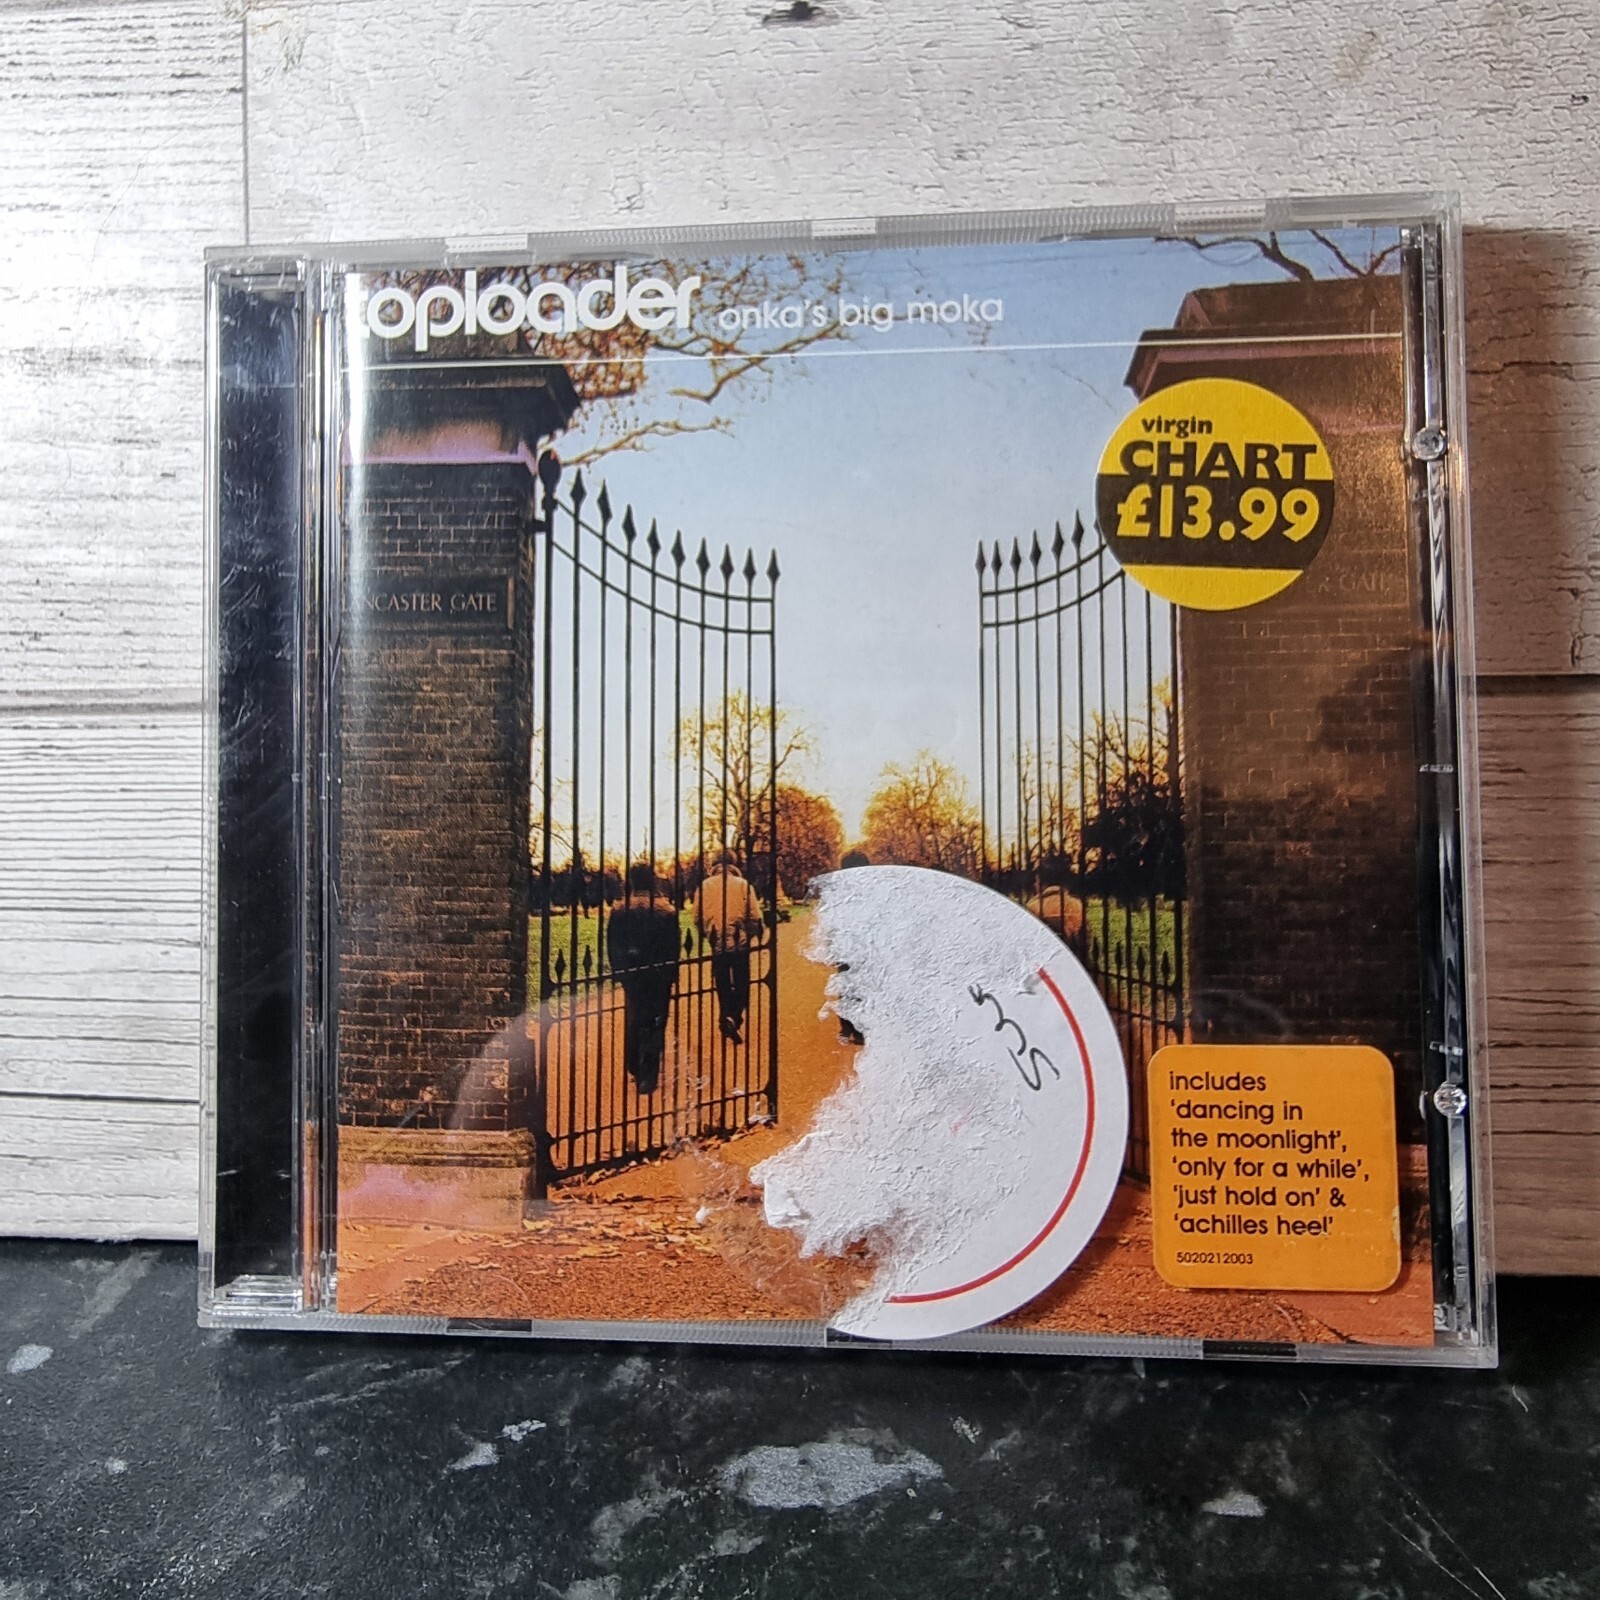 toploader onka's big moka
virgin
CHART
£13.99
LANCASTER GATE
R GATE
includes
'dancing in
the moonlight',
'only for a while',
'just hold on' &
'achilles heel'
5020212003